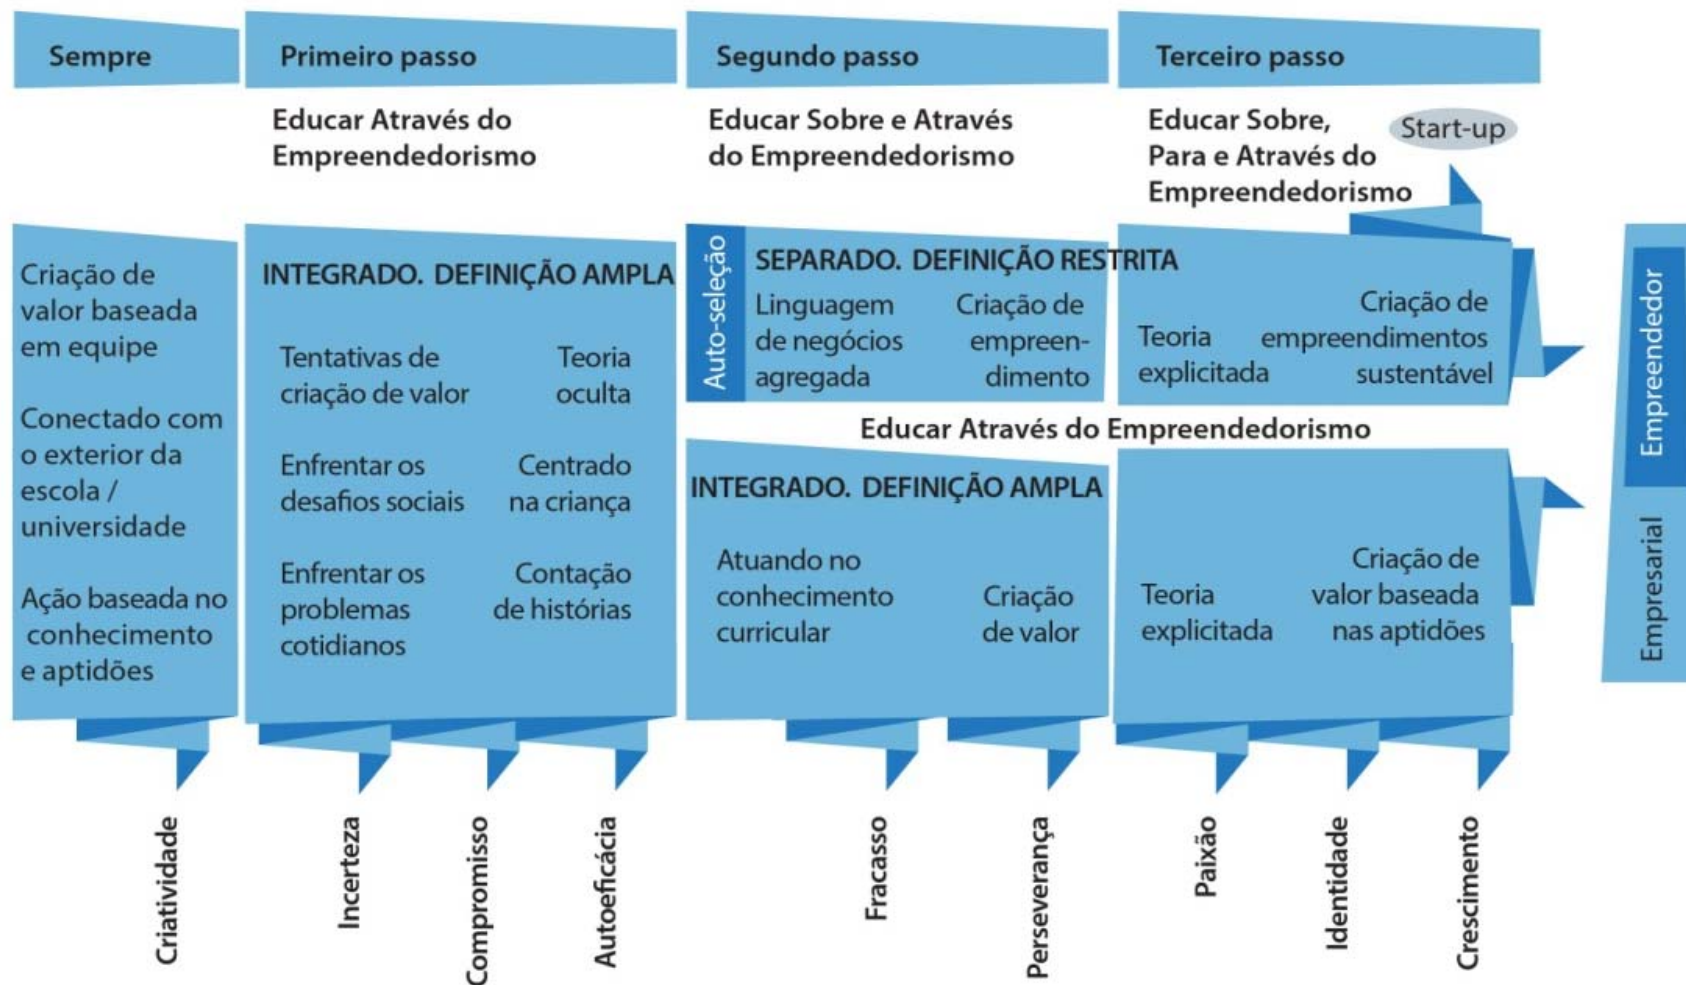 Sempre
Primeiro passo
Segundo passo
Terceiro passo
Educar Através do
Empreendedorismo
Educar Sobre e Através
do Empreendedorismo
Educar Sobre,
Para e Através do
Empreendedorismo
Start-up
Criação de
valor baseada
em equipe
Conectado com
o exterior da
escola /
universidade
Ação baseada no
conhecimento
e aptidões
INTEGRADO. DEFINIÇÃO AMPLA
Tentativas de
criação de valor
Teoria
oculta
Enfrentar os
desafios sociais
Centrado
na criança
Enfrentar os
problemas
cotidianos
Contação
de histórias
Auto-seleção
SEPARADO. DEFINIÇÃO RESTRITA
Linguagem
de negócios
agregada
Criação de
empreen-
dimento
Teoria
explicitada
Criação de
empreendimentos
sustentável
Educar Através do Empreendedorismo
INTEGRADO. DEFINIÇÃO AMPLA
Atuando no
conhecimento
curricular
Criação
de valor
Teoria
explicitada
Criação de
valor baseada
nas aptidões
Empreendedor
Empresarial
Criatividade
Incerteza
Compromisso
Autoeficácia
Fracasso
Perseverança
Paixão
Identidade
Crescimento